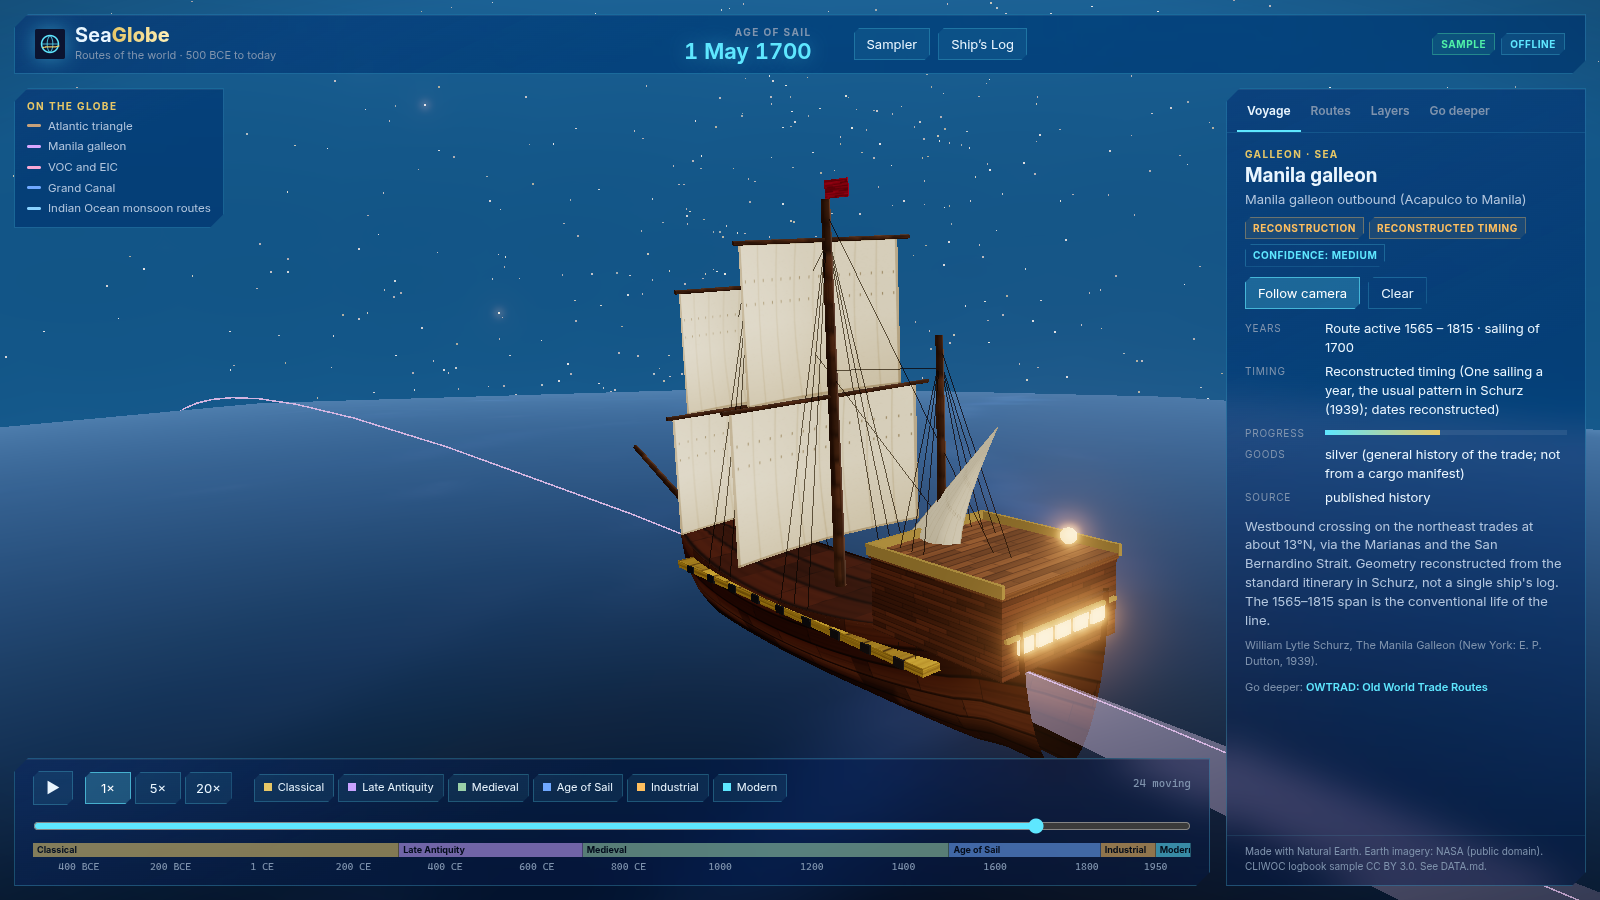 SeaGlobe
Routes of the world · 500 BCE to today
AGE OF SAIL
1 May 1700
Sampler
Ship's Log
SAMPLE
OFFLINE
ON THE GLOBE
Atlantic triangle
Manila galleon
VOC and EIC
Grand Canal
Indian Ocean monsoon routes
Voyage
Routes
Layers
Go deeper
GALLEON · SEA
Manila galleon
Manila galleon outbound (Acapulco to Manila)
RECONSTRUCTION
RECONSTRUCTED TIMING
CONFIDENCE: MEDIUM
Follow camera
Clear
YEARS
Route active 1565 – 1815 · sailing of
1700
TIMING
Reconstructed timing (One sailing a
year, the usual pattern in Schurz
(1939); dates reconstructed)
PROGRESS
GOODS
silver (general history of the trade; not
from a cargo manifest)
SOURCE
published history
Westbound crossing on the northeast trades at
about 13°N, via the Marianas and the San
Bernardino Strait. Geometry reconstructed from the
standard itinerary in Schurz, not a single ship's log.
The 1565–1815 span is the conventional life of the
line.
William Lytle Schurz, The Manila Galleon (New York: E. P.
Dutton, 1939).
Go deeper: OWTRAD: Old World Trade Routes
Made with Natural Earth. Earth imagery: NASA (public domain).
CLIWOC logbook sample CC BY 3.0. See DATA.md.
1×
5×
20×
Classical
Late Antiquity
Medieval
Age of Sail
Industrial
Modern
24 moving
Classical
Late Antiquity
Medieval
Age of Sail
Industrial
Modern
400 BCE
200 BCE
1 CE
200 CE
400 CE
600 CE
800 CE
1000
1200
1400
1600
1800
1950